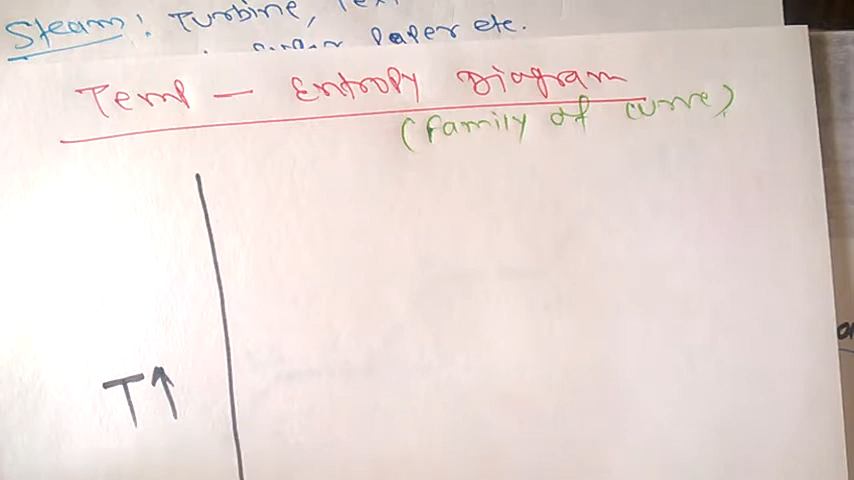 Steam: Turbine,
Paper etc.
Temp — Entropy Diagram
(Family of curve)
T↑